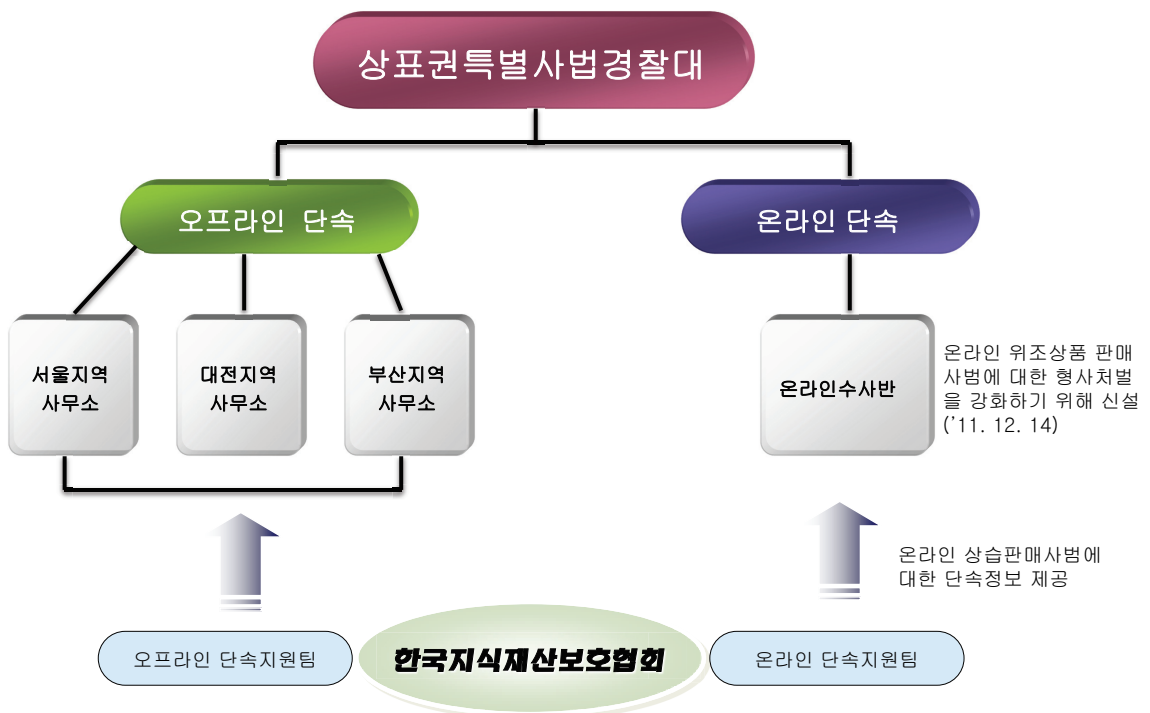 상표권특별사법경찰대
오프라인 단속
온라인 단속
서울지역
사무소
대전지역
사무소
부산지역
사무소
온라인수사반
온라인 위조상품 판매
사범에 대한 형사처벌
을 강화하기 위해 신설
('11. 12. 14)
온라인 상습판매사범에
대한 단속정보 제공
오프라인 단속지원팀
한국지식재산보호협회
온라인 단속지원팀